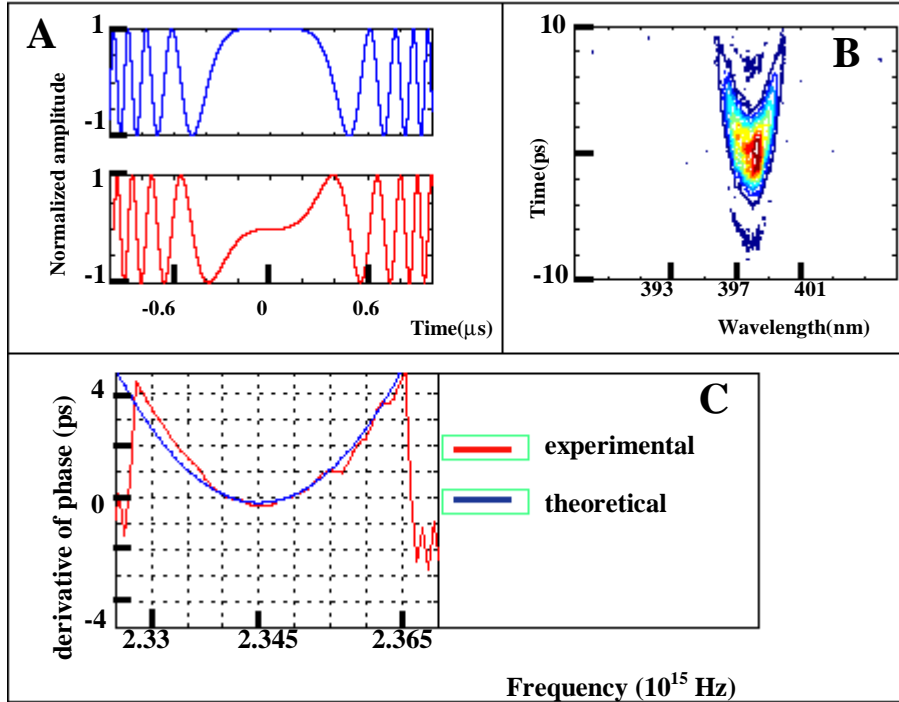 A
1
-1
1
-1
Normalized amplitude
-0.6 0 0.6
Time(μs)
B
10
-10
Time(ps)
393 397 401
Wavelength(nm)
C
4
0
-4
derivative of phase (ps)
2.33 2.345 2.365
Frequency (10¹⁵ Hz)
experimental
theoretical